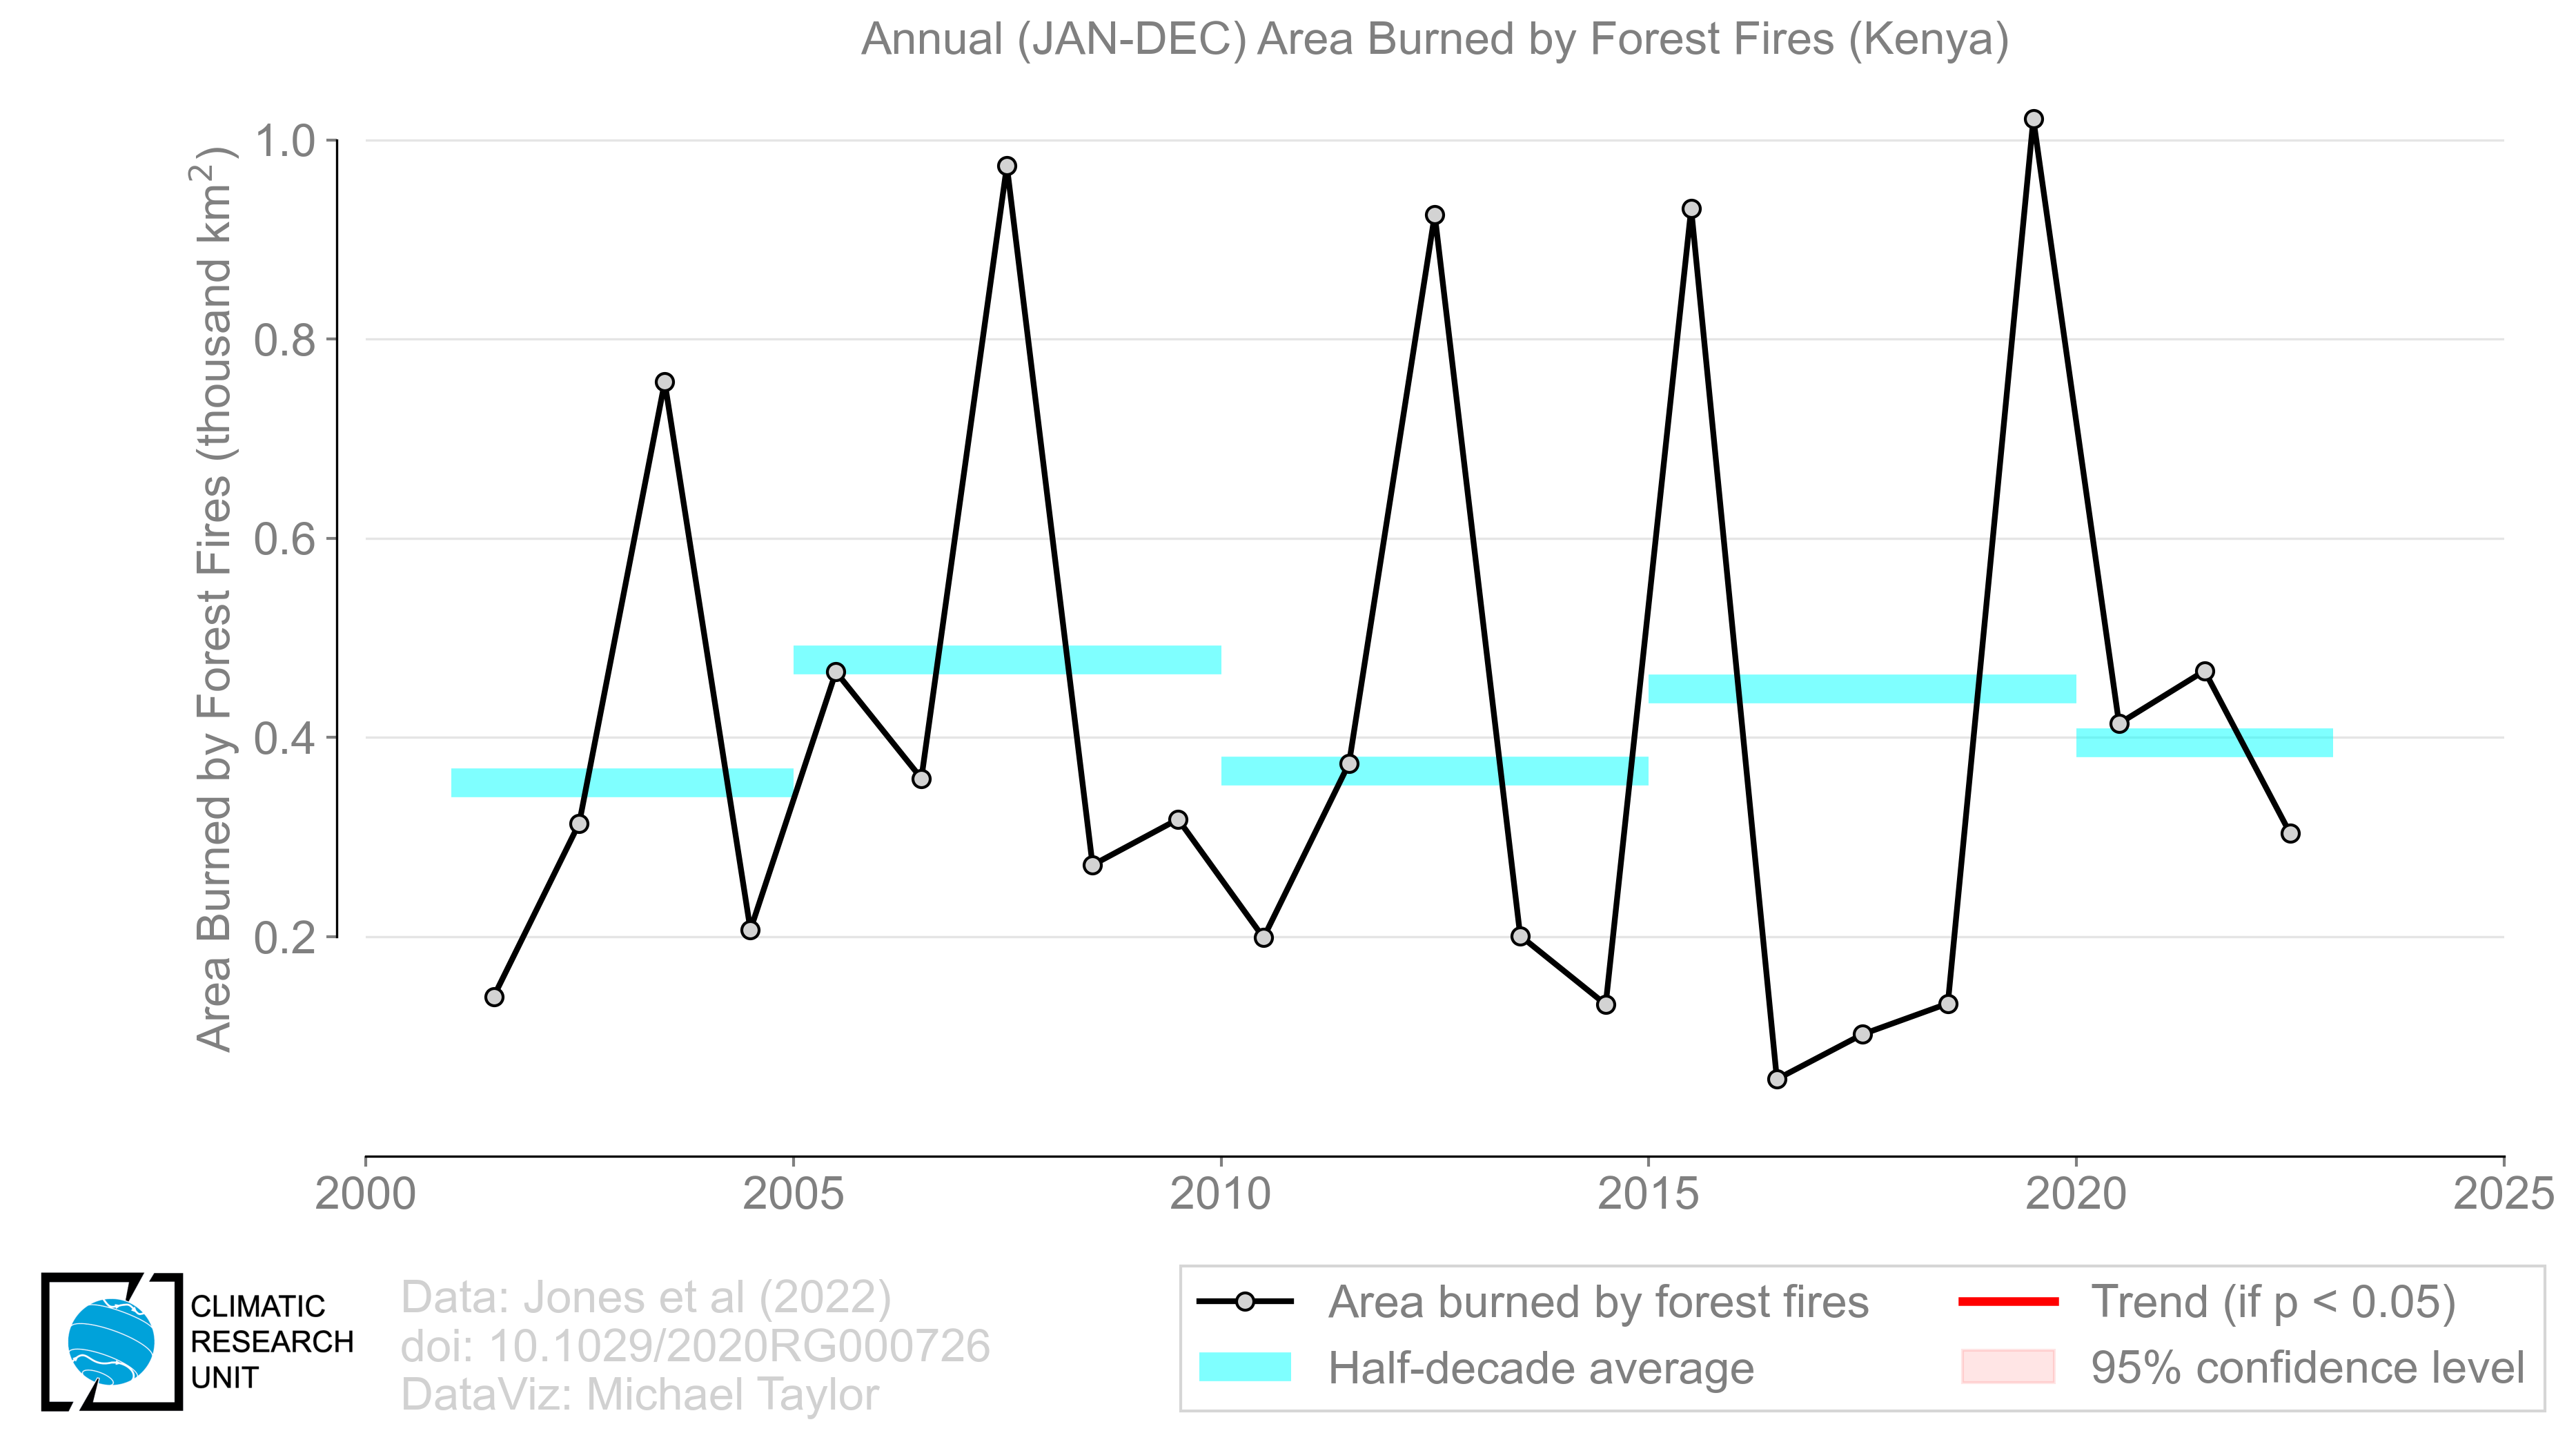 Annual (JAN-DEC) Area Burned by Forest Fires (Kenya)
Area Burned by Forest Fires (thousand km²)
1.0
0.8
0.6
0.4
0.2
2000
2005
2010
2015
2020
2025
CLIMATIC
RESEARCH
UNIT
Data: Jones et al (2022)
doi: 10.1029/2020RG000726
DataViz: Michael Taylor
Area burned by forest fires
Half-decade average
Trend (if p < 0.05)
95% confidence level